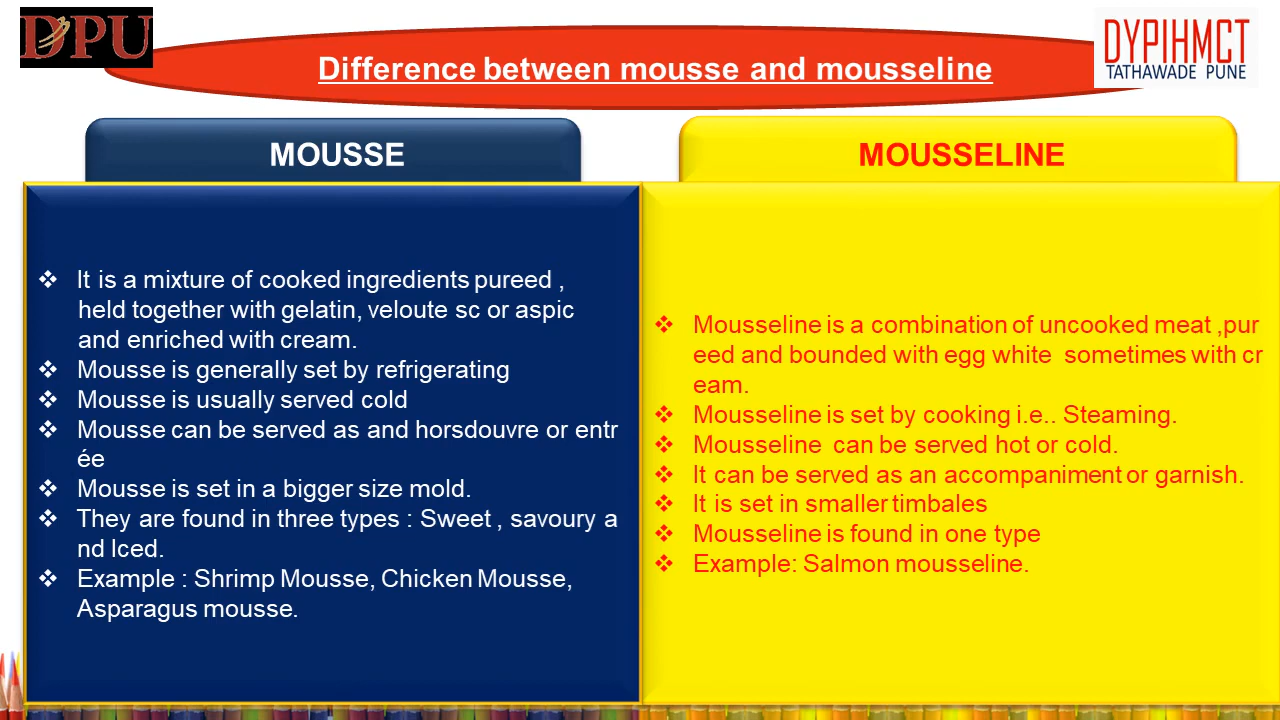 DPU
DYPIHMCT
TATHAWADE PUNE
Difference between mousse and mousseline
MOUSSE
❖ It is a mixture of cooked ingredients pureed ,
held together with gelatin, veloute sc or aspic
and enriched with cream.
❖ Mousse is generally set by refrigerating
❖ Mousse is usually served cold
❖ Mousse can be served as and horsdouvre or entr
ée
❖ Mousse is set in a bigger size mold.
❖ They are found in three types : Sweet , savoury a
nd Iced.
❖ Example : Shrimp Mousse, Chicken Mousse,
Asparagus mousse.
MOUSSELINE
❖ Mousseline is a combination of uncooked meat ,pur
eed and bounded with egg white sometimes with cr
eam.
❖ Mousseline is set by cooking i.e.. Steaming.
❖ Mousseline can be served hot or cold.
❖ It can be served as an accompaniment or garnish.
❖ It is set in smaller timbales
❖ Mousseline is found in one type
❖ Example: Salmon mousseline.